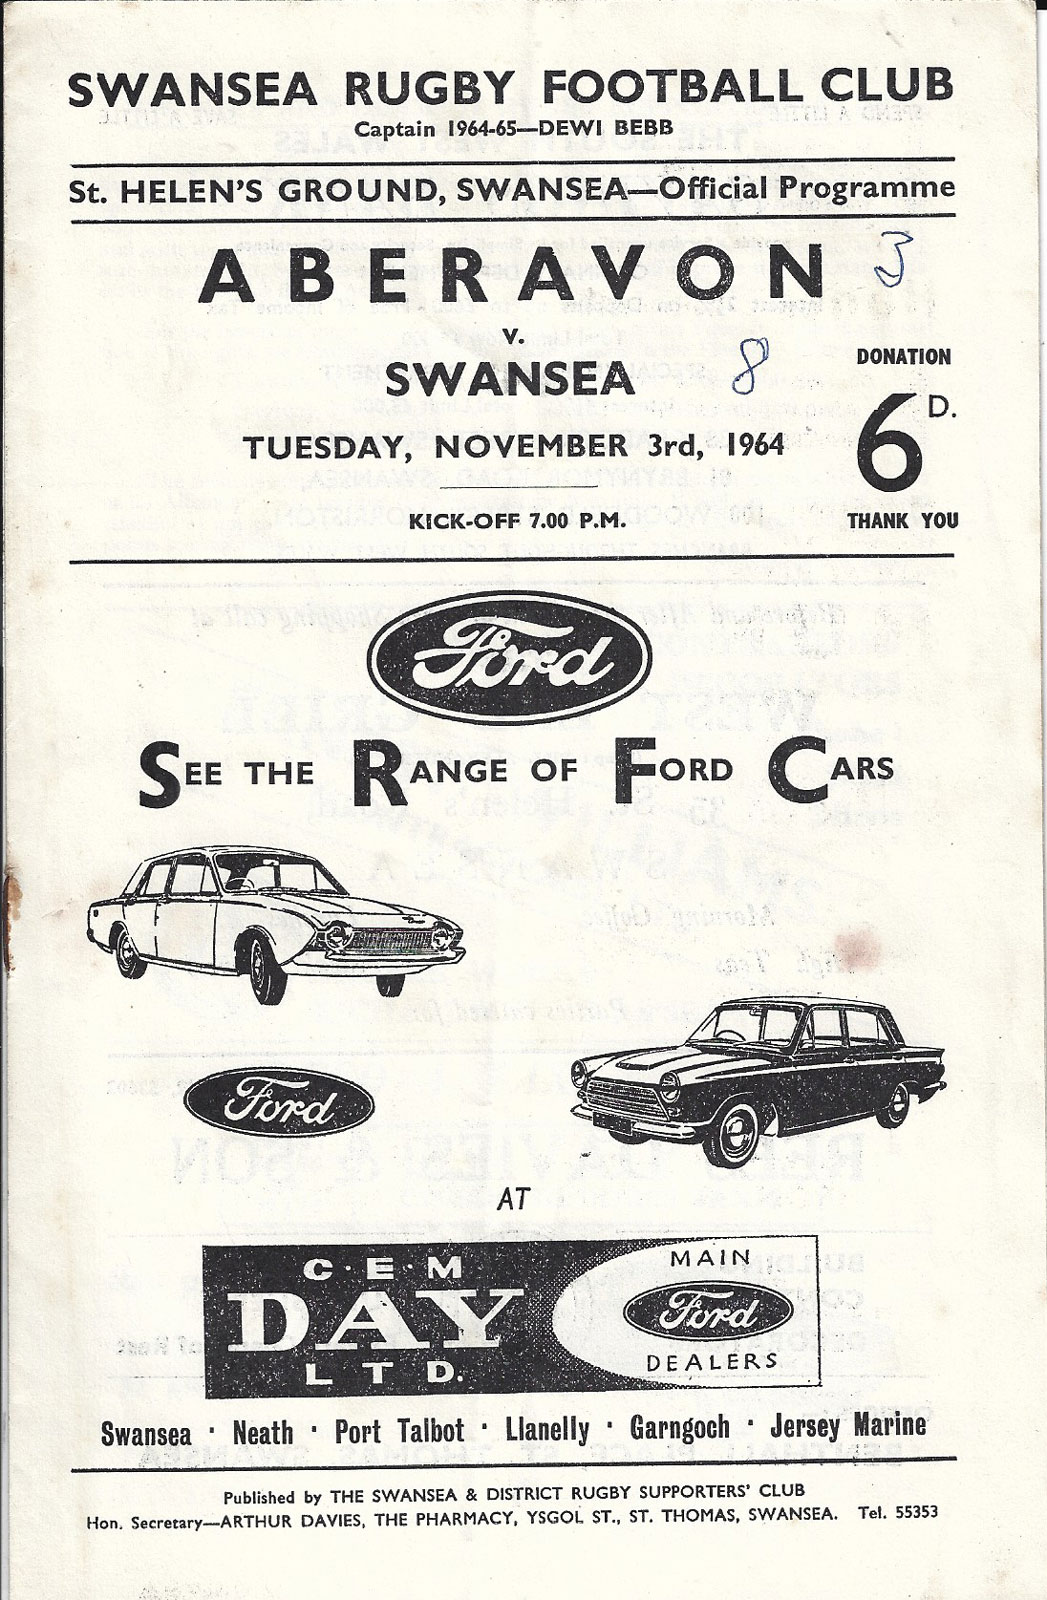 SWANSEA RUGBY FOOTBALL CLUB
Captain 1964-65—DEWI BEBB
St. HELEN'S GROUND, SWANSEA—Official Programme
ABERAVON 3
v.
SWANSEA 8
TUESDAY, NOVEMBER 3rd, 1964
KICK-OFF 7.00 P.M.
DONATION
6D.
THANK YOU
Ford
SEE THE RANGE OF FORD CARS
Ford
AT
C·E·M
DAY
LTD.
MAIN
Ford
DEALERS
Swansea · Neath · Port Talbot · Llanelly · Garngoch · Jersey Marine
Published by THE SWANSEA & DISTRICT RUGBY SUPPORTERS' CLUB
Hon. Secretary—ARTHUR DAVIES, THE PHARMACY, YSGOL ST., ST. THOMAS, SWANSEA. Tel. 55353